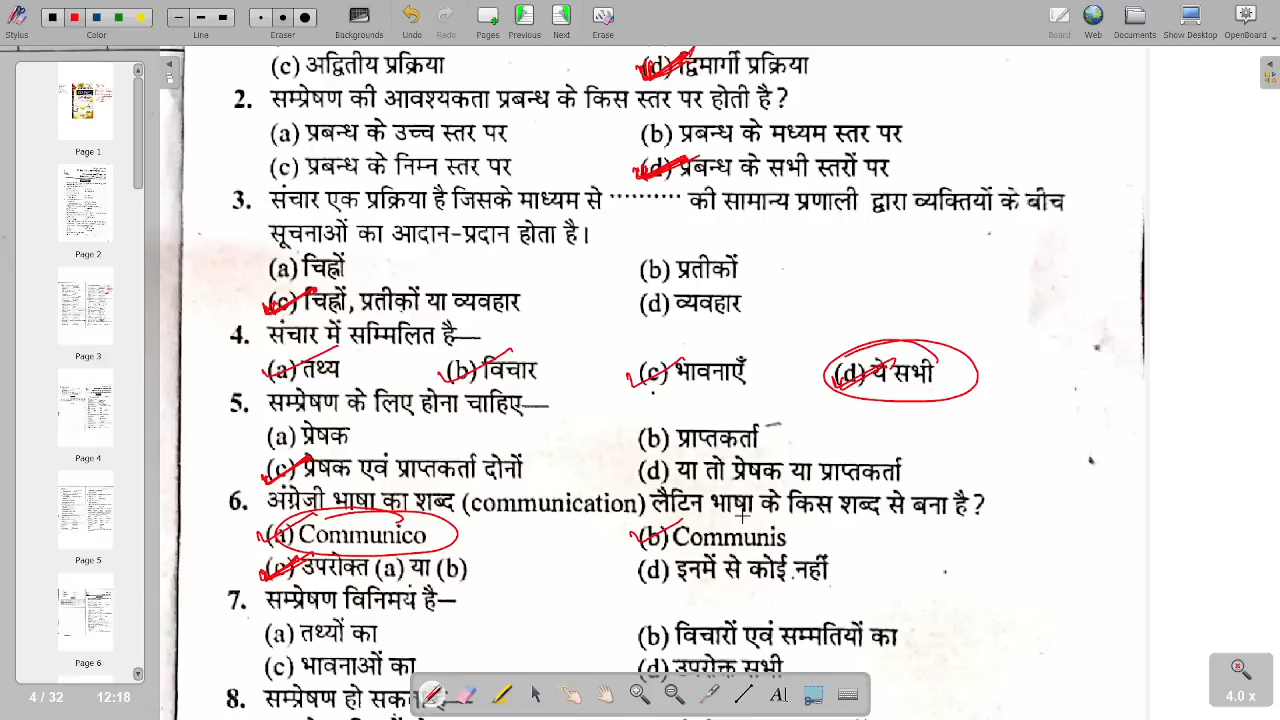 Stylus Color Line Eraser Backgrounds Undo Redo Pages Previous Next Erase Board Web Documents Show Desktop OpenBoard
(c) अद्वितीय प्रक्रिया (d) द्विमार्गी प्रक्रिया
2. सम्प्रेषण की आवश्यकता प्रबन्ध के किस स्तर पर होती है?
(a) प्रबन्ध के उच्च स्तर पर (b) प्रबन्ध के मध्यम स्तर पर
(c) प्रबन्ध के निम्न स्तर पर (d) प्रबन्ध के सभी स्तरों पर
3. संचार एक प्रक्रिया है जिसके माध्यम से .......... की सामान्य प्रणाली द्वारा व्यक्तियों के बीच
सूचनाओं का आदान-प्रदान होता है।
(a) चिह्नों (b) प्रतीकों
(c) चिह्नों, प्रतीकों या व्यवहार (d) व्यवहार
4. संचार में सम्मिलित है—
(a) तथ्य (b) विचार (c) भावनाएँ (d) ये सभी
5. सम्प्रेषण के लिए होना चाहिए—
(a) प्रेषक (b) प्राप्तकर्ता
(c) प्रेषक एवं प्राप्तकर्ता दोनों (d) या तो प्रेषक या प्राप्तकर्ता
6. अंग्रेजी भाषा का शब्द (communication) लैटिन भाषा के किस शब्द से बना है?
(a) Communico (b) Communis
(c) उपरोक्त (a) या (b) (d) इनमें से कोई नहीं
7. सम्प्रेषण विनिमय है—
(a) तथ्यों का (b) विचारों एवं सम्मतियों का
(c) भावनाओं का (d) उपरोक्त सभी
8. सम्प्रेषण हो
Page 1
Page 2
Page 3
Page 4
Page 5
Page 6
4 / 32 12:18
4.0 x